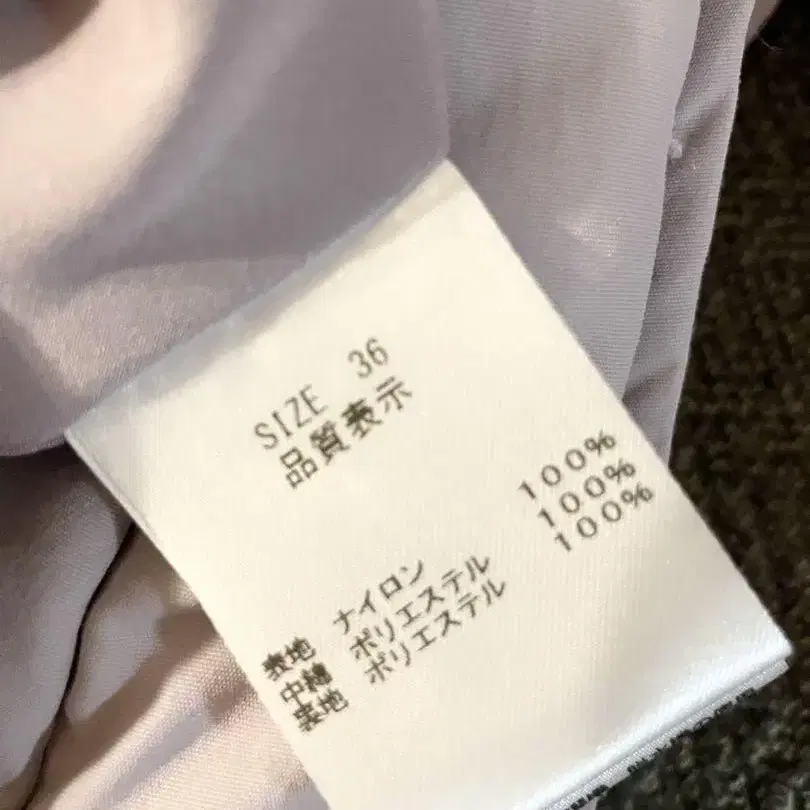 SIZE 36
品質表示
表地 ナイロン 100%
中綿 ポリエステル 100%
裏地 ポリエステル 100%